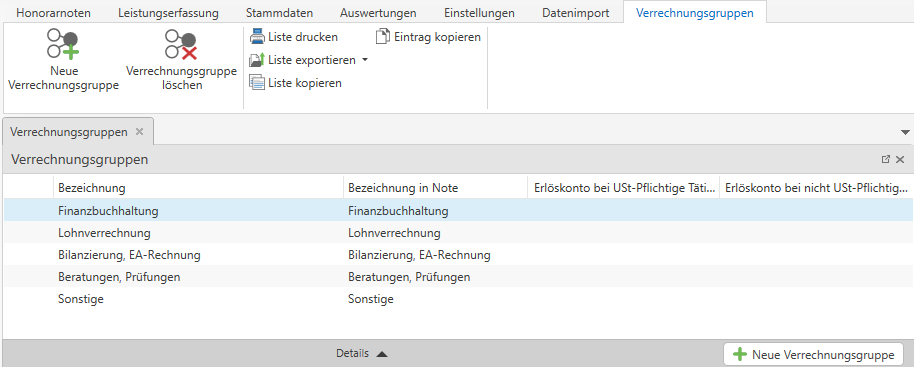 Honorarnoten Leistungserfassung Stammdaten Auswertungen Einstellungen Datenimport Verrechnungsgruppen
Neue Verrechnungsgruppe
Verrechnungsgruppe löschen
Liste drucken
Liste exportieren
Liste kopieren
Eintrag kopieren
Verrechnungsgruppen
Verrechnungsgruppen
Bezeichnung Bezeichnung in Note Erlöskonto bei USt-Pflichtige Täti... Erlöskonto bei nicht USt-Pflichtig...
Finanzbuchhaltung Finanzbuchhaltung
Lohnverrechnung Lohnverrechnung
Bilanzierung, EA-Rechnung Bilanzierung, EA-Rechnung
Beratungen, Prüfungen Beratungen, Prüfungen
Sonstige Sonstige
Details Neue Verrechnungsgruppe